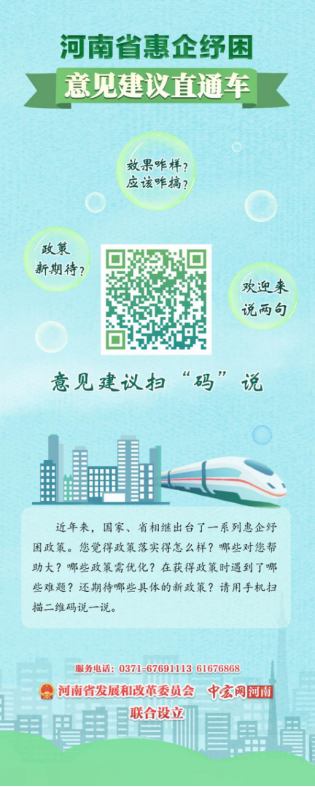 河南省惠企纾困
意见建议直通车
效果咋样？
应该咋搞？
政策
新期待？
欢迎来
说两句
意见建议扫“码”说
近年来，国家、省相继出台了一系列惠企纾
困政策。您觉得政策落实得怎么样？哪些对您帮
助大？哪些政策需优化？在获得政策时遇到了哪
些难题？还期待哪些具体的新政策？请用手机扫
描二维码说一说。
服务电话：0371-67691113 61676868
河南省发展和改革委员会 中宏网河南
联合设立